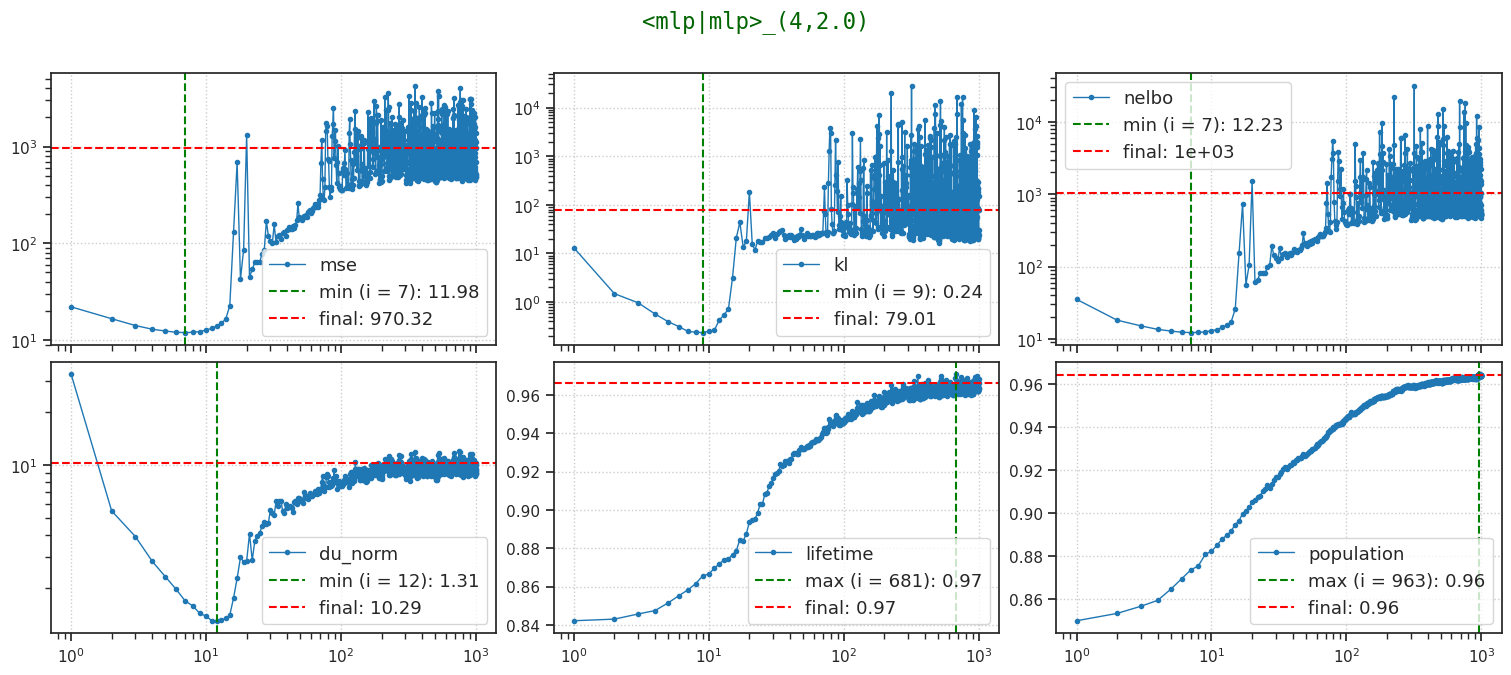 <mlp|mlp>_(4,2.0)
10³
10²
10¹
mse
min (i = 7): 11.98
final: 970.32
10⁴
10³
10²
10¹
10⁰
kl
min (i = 9): 0.24
final: 79.01
10⁴
10³
10²
10¹
nelbo
min (i = 7): 12.23
final: 1e+03
10¹
du_norm
min (i = 12): 1.31
final: 10.29
10⁰ 10¹ 10² 10³
0.96
0.94
0.92
0.90
0.88
0.86
0.84
lifetime
max (i = 681): 0.97
final: 0.97
10⁰ 10¹ 10² 10³
0.96
0.94
0.92
0.90
0.88
0.86
population
max (i = 963): 0.96
final: 0.96
10⁰ 10¹ 10² 10³